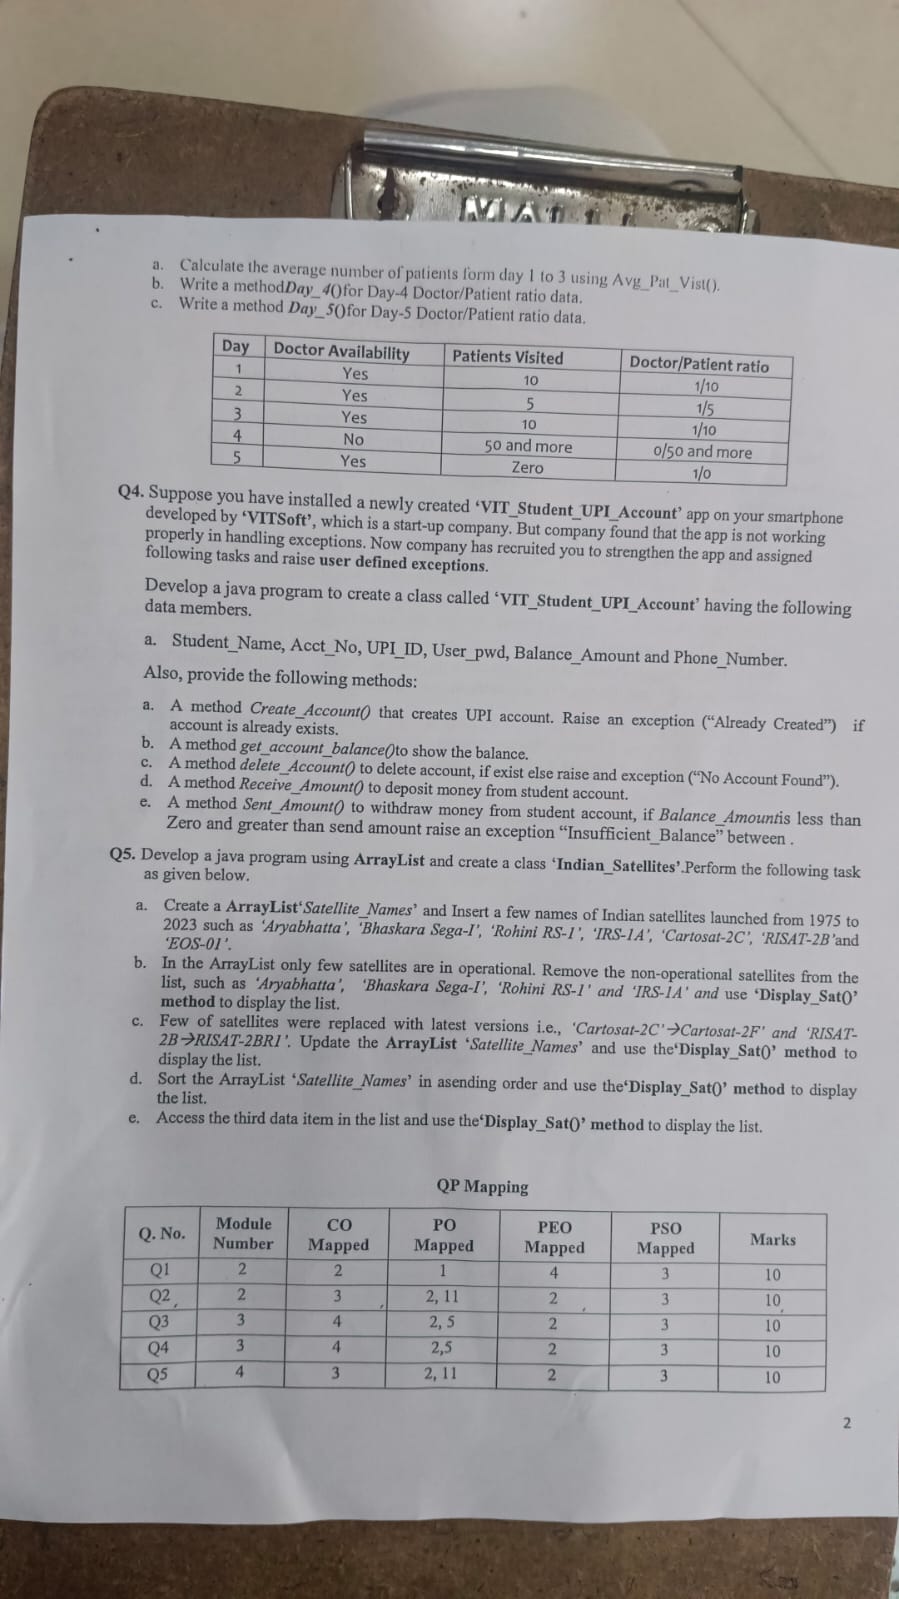 a. Calculate the average number of patients form day 1 to 3 using Avg_Pat_Vist().
b. Write a methodDay_4()for Day-4 Doctor/Patient ratio data.
c. Write a method Day_5()for Day-5 Doctor/Patient ratio data.
Day Doctor Availability Patients Visited Doctor/Patient ratio
1 Yes 10 1/10
2 Yes 5 1/5
3 Yes 10 1/10
4 No 50 and more 0/50 and more
5 Yes Zero 1/0
Q4. Suppose you have installed a newly created ‘VIT_Student_UPI_Account’ app on your smartphone
developed by ‘VITSoft’, which is a start-up company. But company found that the app is not working
properly in handling exceptions. Now company has recruited you to strengthen the app and assigned
following tasks and raise user defined exceptions.
Develop a java program to create a class called ‘VIT_Student_UPI_Account’ having the following
data members.
a. Student_Name, Acct_No, UPI_ID, User_pwd, Balance_Amount and Phone_Number.
Also, provide the following methods:
a. A method Create_Account() that creates UPI account. Raise an exception (“Already Created”) if
account is already exists.
b. A method get_account_balance()to show the balance.
c. A method delete_Account() to delete account, if exist else raise and exception (“No Account Found”).
d. A method Receive_Amount() to deposit money from student account.
e. A method Sent_Amount() to withdraw money from student account, if Balance_Amountis less than
Zero and greater than send amount raise an exception “Insufficient_Balance” between .
Q5. Develop a java program using ArrayList and create a class ‘Indian_Satellites’.Perform the following task
as given below.
a. Create a ArrayList‘Satellite_Names’ and Insert a few names of Indian satellites launched from 1975 to
2023 such as ‘Aryabhatta’, ‘Bhaskara Sega-I’, ‘Rohini RS-1’, ‘IRS-1A’, ‘Cartosat-2C’, ‘RISAT-2B’and
‘EOS-01’.
b. In the ArrayList only few satellites are in operational. Remove the non-operational satellites from the
list, such as ‘Aryabhatta’, ‘Bhaskara Sega-I’, ‘Rohini RS-1’ and ‘IRS-1A’ and use ‘Display_Sat()’
method to display the list.
c. Few of satellites were replaced with latest versions i.e., ‘Cartosat-2C’→Cartosat-2F’ and ‘RISAT-
2B→RISAT-2BR1’. Update the ArrayList ‘Satellite_Names’ and use the‘Display_Sat()’ method to
display the list.
d. Sort the ArrayList ‘Satellite_Names’ in asending order and use the‘Display_Sat()’ method to display
the list.
e. Access the third data item in the list and use the‘Display_Sat()’ method to display the list.
QP Mapping
Q. No. Module Number CO Mapped PO Mapped PEO Mapped PSO Mapped Marks
Q1 2 2 1 4 3 10
Q2 2 3 2, 11 2 3 10
Q3 3 4 2, 5 2 3 10
Q4 3 4 2,5 2 3 10
Q5 4 3 2, 11 2 3 10
2